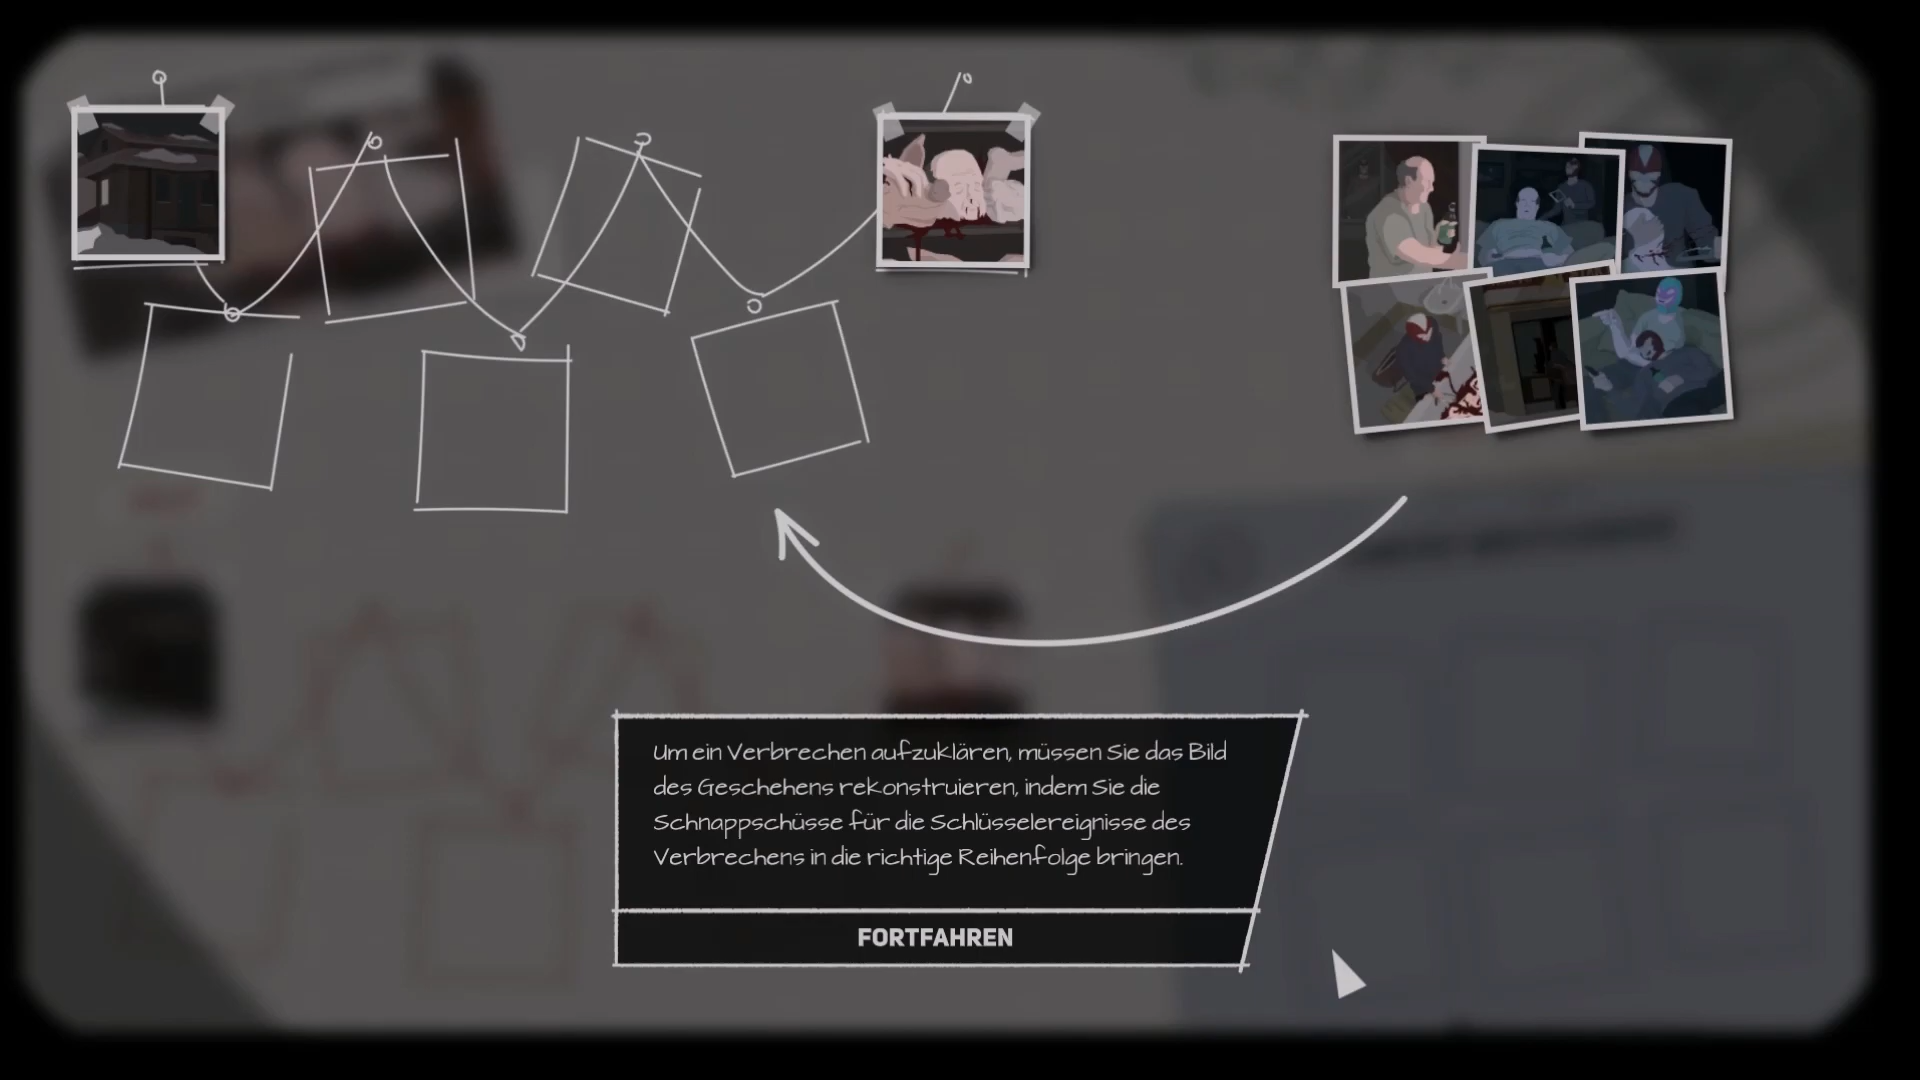 Um ein Verbrechen aufzuklären, müssen Sie das Bild
des Geschehens rekonstruieren, indem Sie die
Schnappschüsse für die Schlüsselereignisse des
Verbrechens in die richtige Reihenfolge bringen.
FORTFAHREN